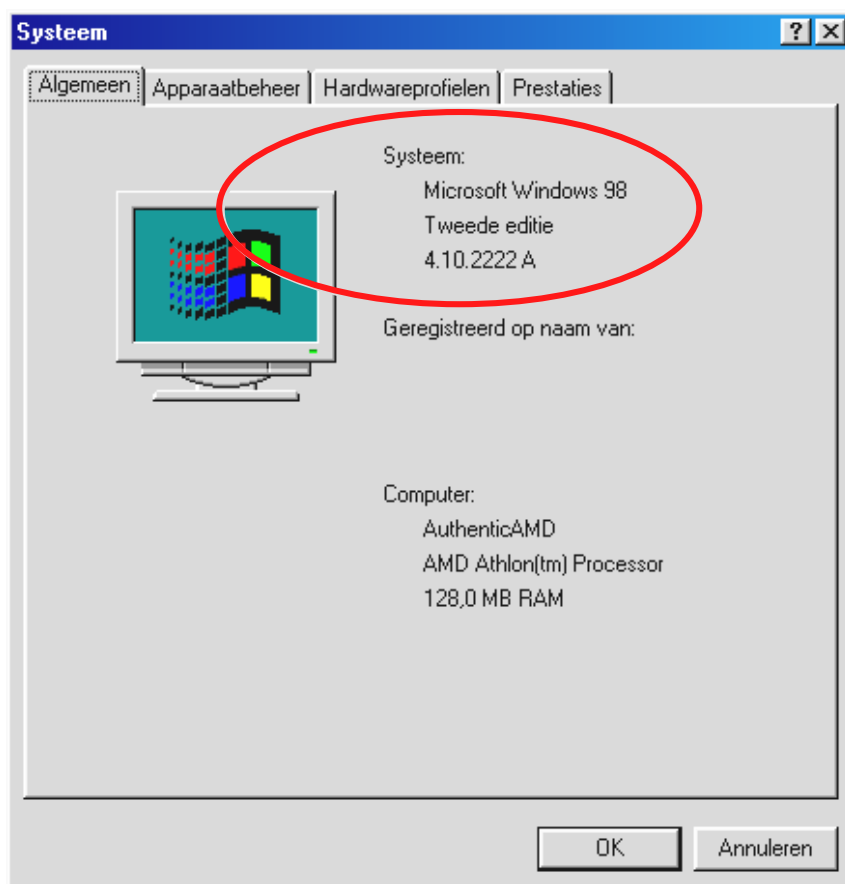 Systeem
Algemeen Apparaatbeheer Hardwareprofielen Prestaties
Systeem:
Microsoft Windows 98
Tweede editie
4.10.2222 A
Geregistreerd op naam van:
Computer:
AuthenticAMD
AMD Athlon(tm) Processor
128,0 MB RAM
OK Annuleren